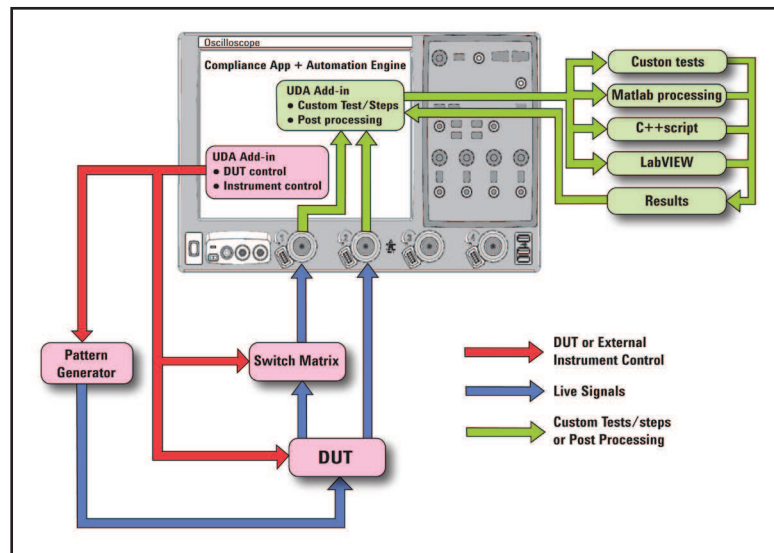 Oscilloscope
Compliance App + Automation Engine
UDA Add-in
• Custom Test/Steps
• Post processing
UDA Add-in
• DUT control
• Instrument control
Custon tests
Matlab processing
C++script
LabVIEW
Results
Pattern
Generator
Switch Matrix
DUT
DUT or External
Instrument Control
Live Signals
Custom Tests/steps
or Post Processing